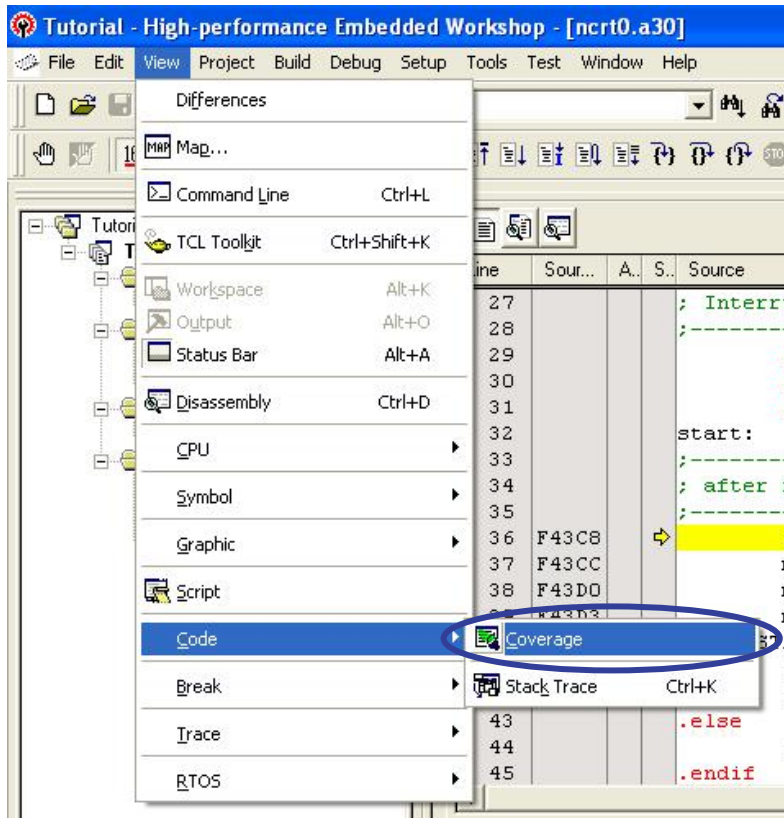 Tutorial - High-performance Embedded Workshop - [ncrt0.a30]
File Edit View Project Build Debug Setup Tools Test Window Help
Differences
MAP Map...
Command Line Ctrl+L
TCL Toolkit Ctrl+Shift+K
Workspace Alt+K
Output Alt+O
Status Bar Alt+A
Disassembly Ctrl+D
CPU
Symbol
Graphic
Script
Code
Break
Trace
RTOS
Coverage
Stack Trace Ctrl+K
Sour... A.. S.. Source
27 ; Interr
28 ;-------
29
30
31
32 start:
33 ;-------
34 ; after
35 ;-------
36 F43C8
37 F43CC
38 F43D0
F43D3
43 .else
44
45 .endif